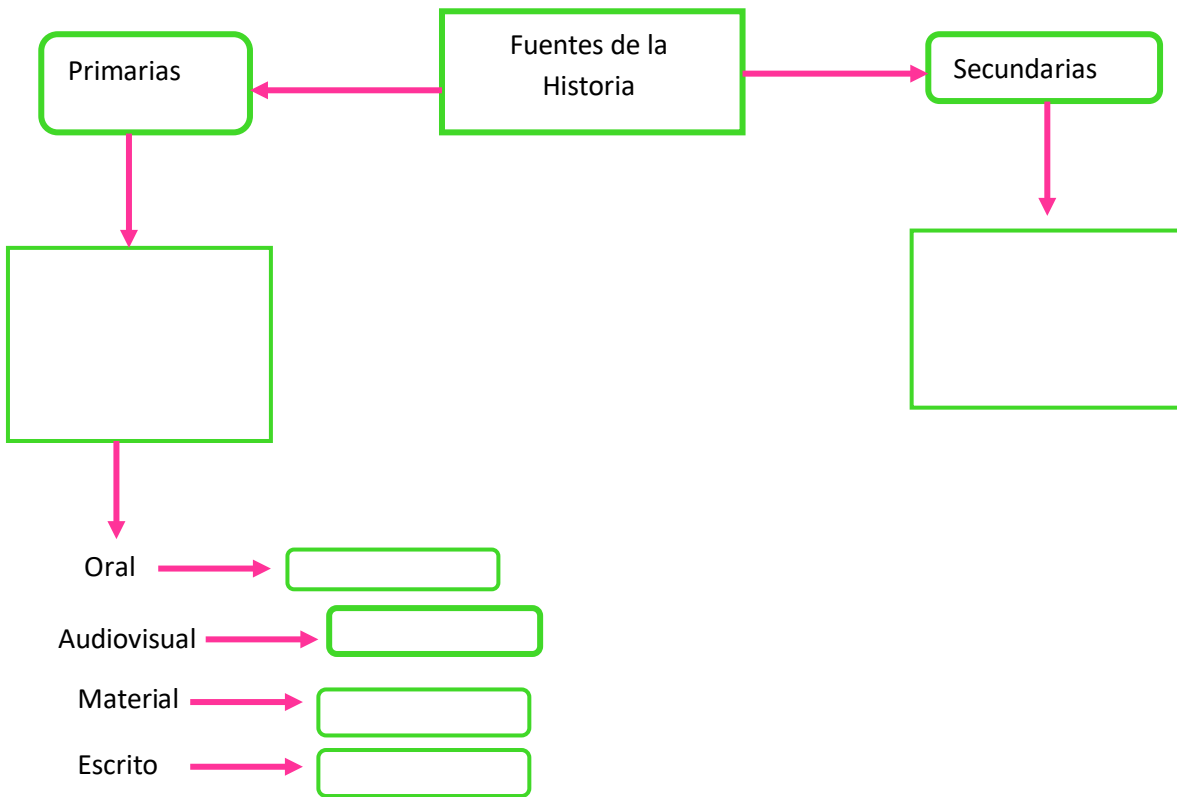 Fuentes de la
Historia
Primarias
Secundarias
Oral
Audiovisual
Material
Escrito